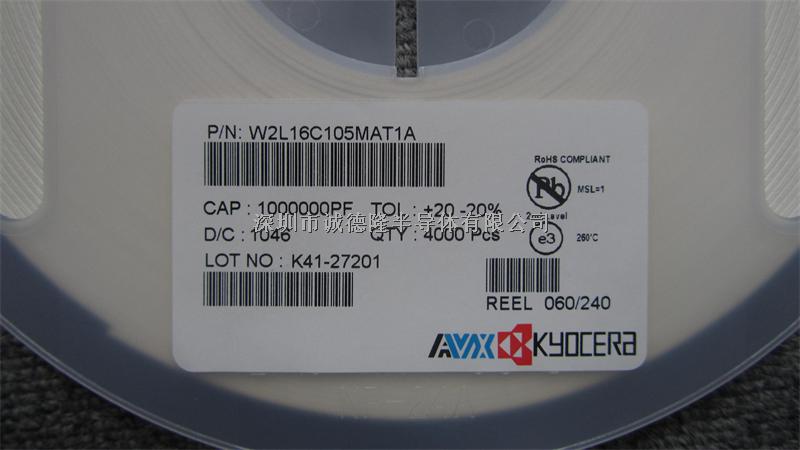 P/N: W2L16C105MAT1A
RoHS COMPLIANT
Pb
MSL=1
CAP : 1000000PF TOL : +20 -20%
2nd Level
深圳市诚德隆半导体有限公司
D/C : 1046 QTY : 4000 Pcs
e3
260°C
LOT NO : K41-27201
REEL 060/240
AVX KYOCERA